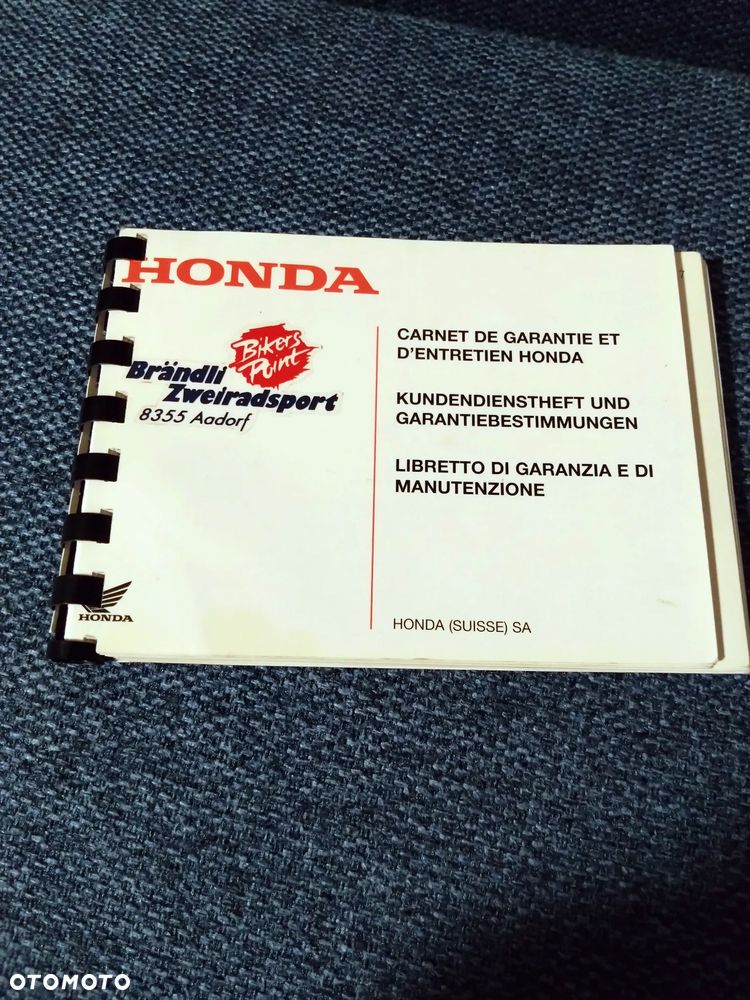 HONDA
Bikers
Point
Brändli
Zweiradsport
8355 Aadorf
CARNET DE GARANTIE ET
D'ENTRETIEN HONDA
KUNDENDIENSTHEFT UND
GARANTIEBESTIMMUNGEN
LIBRETTO DI GARANZIA E DI
MANUTENZIONE
HONDA
HONDA (SUISSE) SA
OTOMOTO